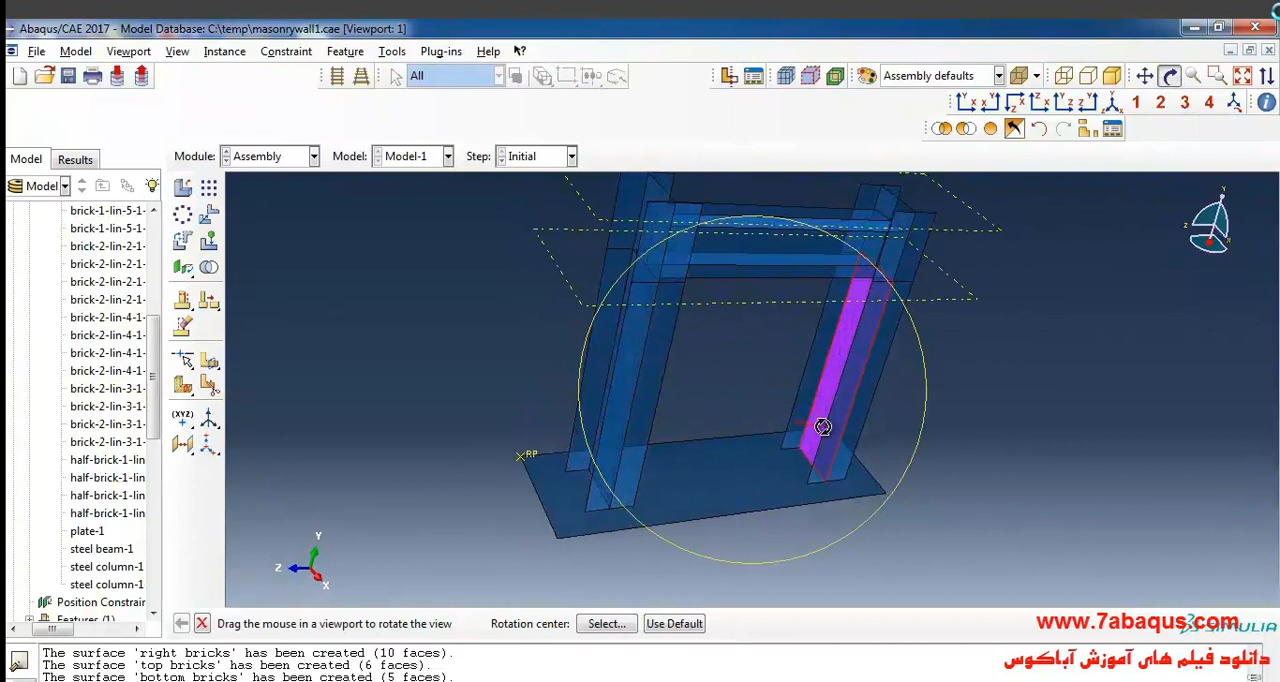 Abaqus/CAE 2017 - Model Database: C:\temp\masonrywall1.cae [Viewport: 1]
File Model Viewport View Instance Constraint Feature Tools Plug-ins Help
All
Assembly defaults
1 2 3 4
Model Results
Module: Assembly Model: Model-1 Step: Initial
Model
brick-1-lin-5-1-
brick-1-lin-5-1-
brick-2-lin-2-1-
brick-2-lin-2-1-
brick-2-lin-2-1-
brick-2-lin-2-1-
brick-2-lin-4-1-
brick-2-lin-4-1-
brick-2-lin-4-1-
brick-2-lin-4-1-
brick-2-lin-3-1-
brick-2-lin-3-1-
brick-2-lin-3-1-
brick-2-lin-3-1-
half-brick-1-lin
half-brick-1-lin
half-brick-1-lin
half-brick-1-lin
plate-1
steel beam-1
steel column-1
steel column-1
Position Constrair
Features (1)
RP
Y
Z
X
Y
Z
X
Drag the mouse in a viewport to rotate the view Rotation center: Select... Use Default
www.7abaqus.com
SIMULIA
دانلود فیلم های آموزش آباکوس
The surface 'right bricks' has been created (10 faces).
The surface 'top bricks' has been created (6 faces).
The surface 'bottom bricks' has been created (5 faces).